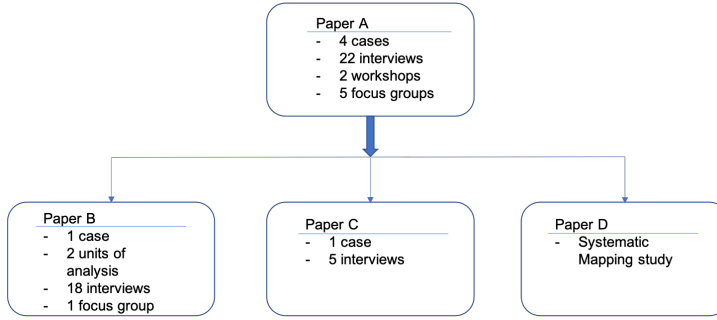 Paper A
- 4 cases
- 22 interviews
- 2 workshops
- 5 focus groups
Paper B
- 1 case
- 2 units of
analysis
- 18 interviews
- 1 focus group
Paper C
- 1 case
- 5 interviews
Paper D
- Systematic
Mapping study